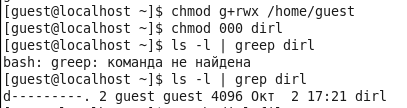 [guest@localhost ~]$ chmod g+rwx /home/guest
[guest@localhost ~]$ chmod 000 dirl
[guest@localhost ~]$ ls -l | greep dirl
bash: greep: команда не найдена
[guest@localhost ~]$ ls -l | grep dirl
d---------. 2 guest guest 4096 Окт  2 17:21 dirl